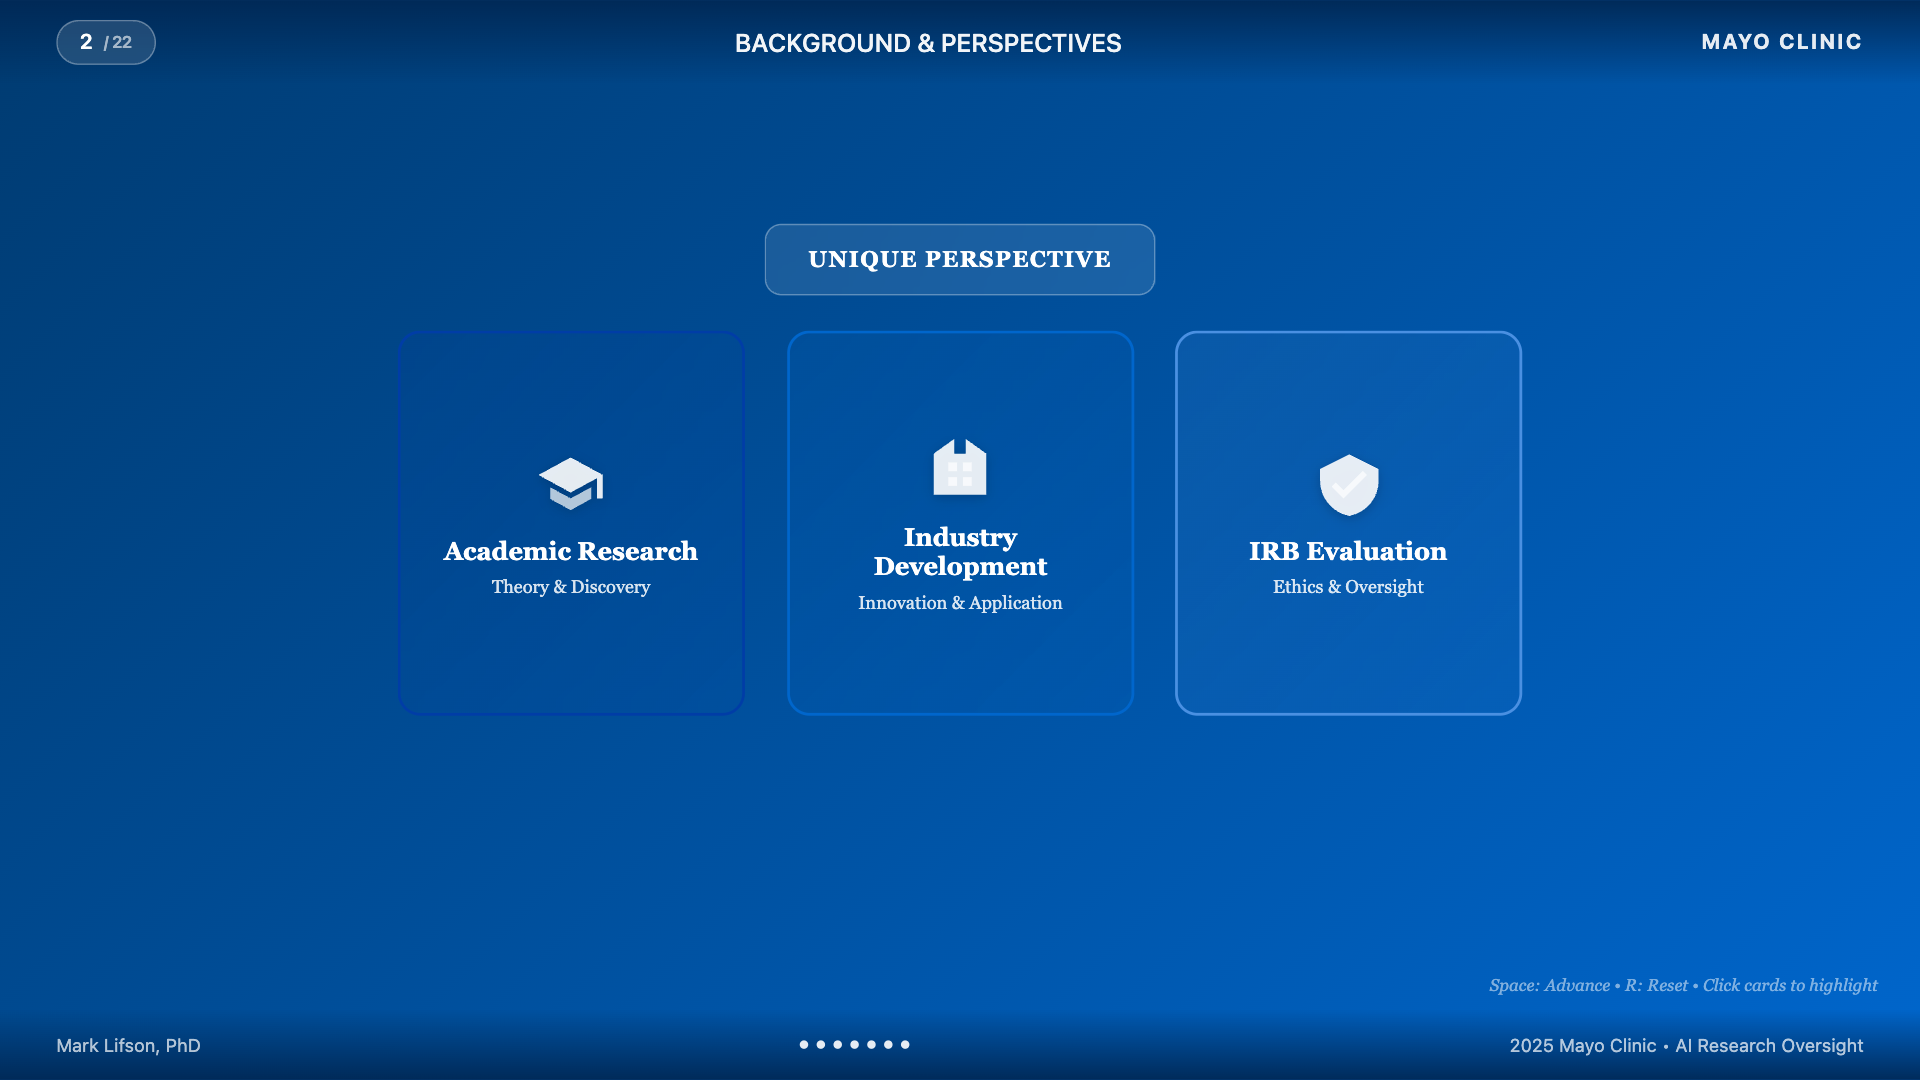 2 / 22
BACKGROUND & PERSPECTIVES
MAYO CLINIC
UNIQUE PERSPECTIVE
Academic Research
Theory & Discovery
Industry
Development
Innovation & Application
IRB Evaluation
Ethics & Oversight
Space: Advance • R: Reset • Click cards to highlight
Mark Lifson, PhD
2025 Mayo Clinic • AI Research Oversight